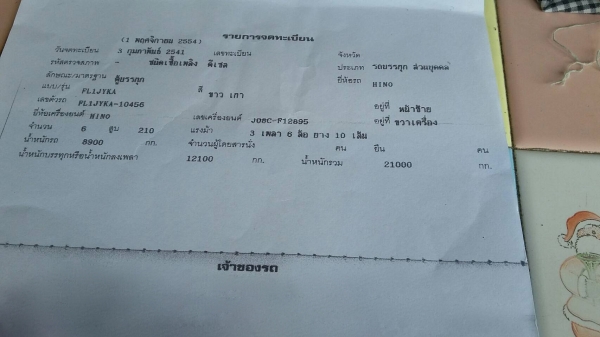 รายการจดทะเบียน
(1 พฤศจิกายน 2554)
วันจดทะเบียน 3 กุมภาพันธ์ 2541 เลขทะเบียน จังหวัด
รหัสตรวจสภาพ - ชนิดเชื้อเพลิง ดีเซล ประเภท รถบรรทุก ส่วนบุคคล
ลักษณะ/มาตรฐาน ตู้บรรทุก ยี่ห้อรถ HINO
แบบ/รุ่น FL1JYKA สี ขาว เทา
เลขตัวรถ FL1JYKA-10456 อยู่ที่ หน้าซ้าย
ยี่ห้อเครื่องยนต์ HINO เลขเครื่องยนต์ J08C-F12895 อยู่ที่ ขวาเครื่อง
จำนวน 6 สูบ 210 แรงม้า 3 เพลา 6 ล้อ ยาง 10 เส้น
น้ำหนักรถ 8900 กก. จำนวนผู้โดยสารนั่ง คน ยืน คน
น้ำหนักบรรทุกหรือน้ำหนักลงเพลา 12100 กก. น้ำหนักรวม 21000 กก.
เจ้าของรถ